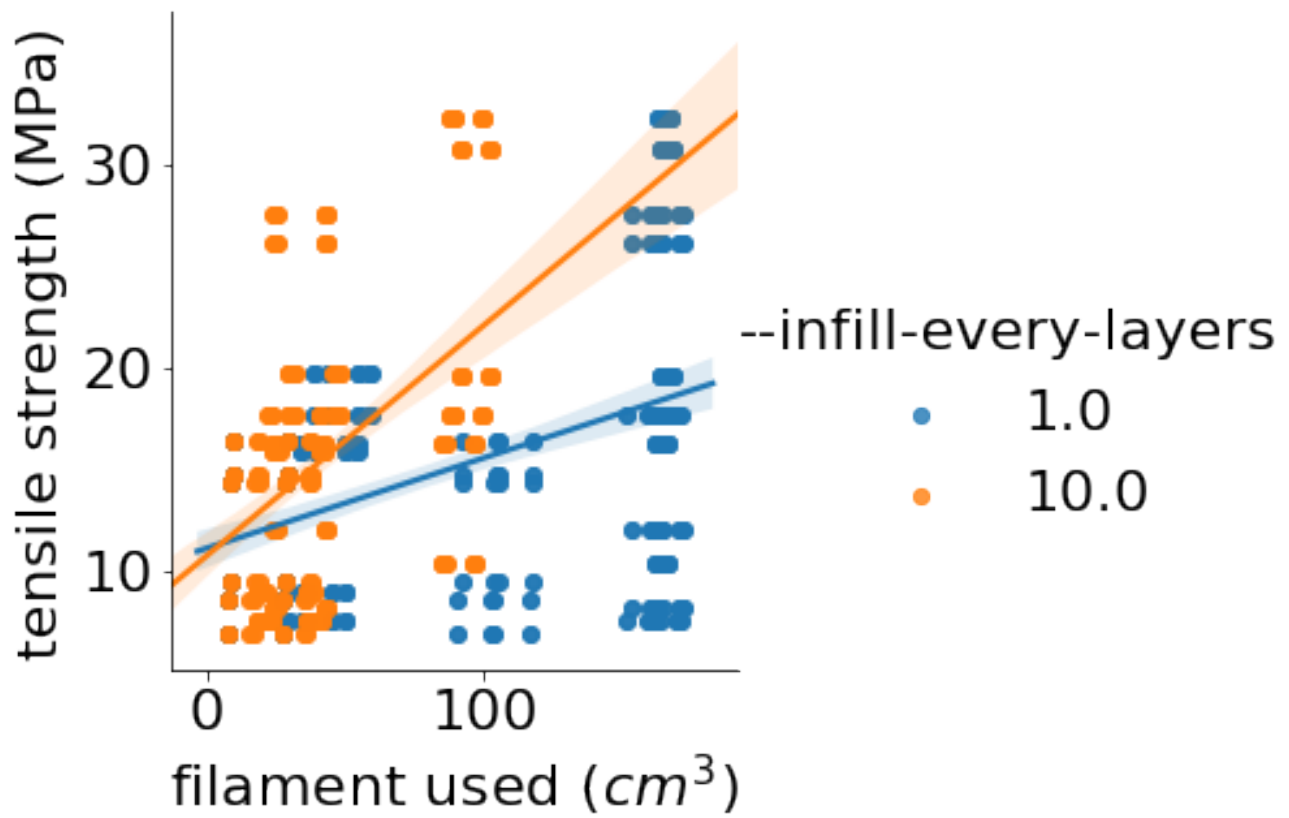 tensile strength (MPa)
30
20
10
0
100
filament used (cm³)
--infill-every-layers
1.0
10.0